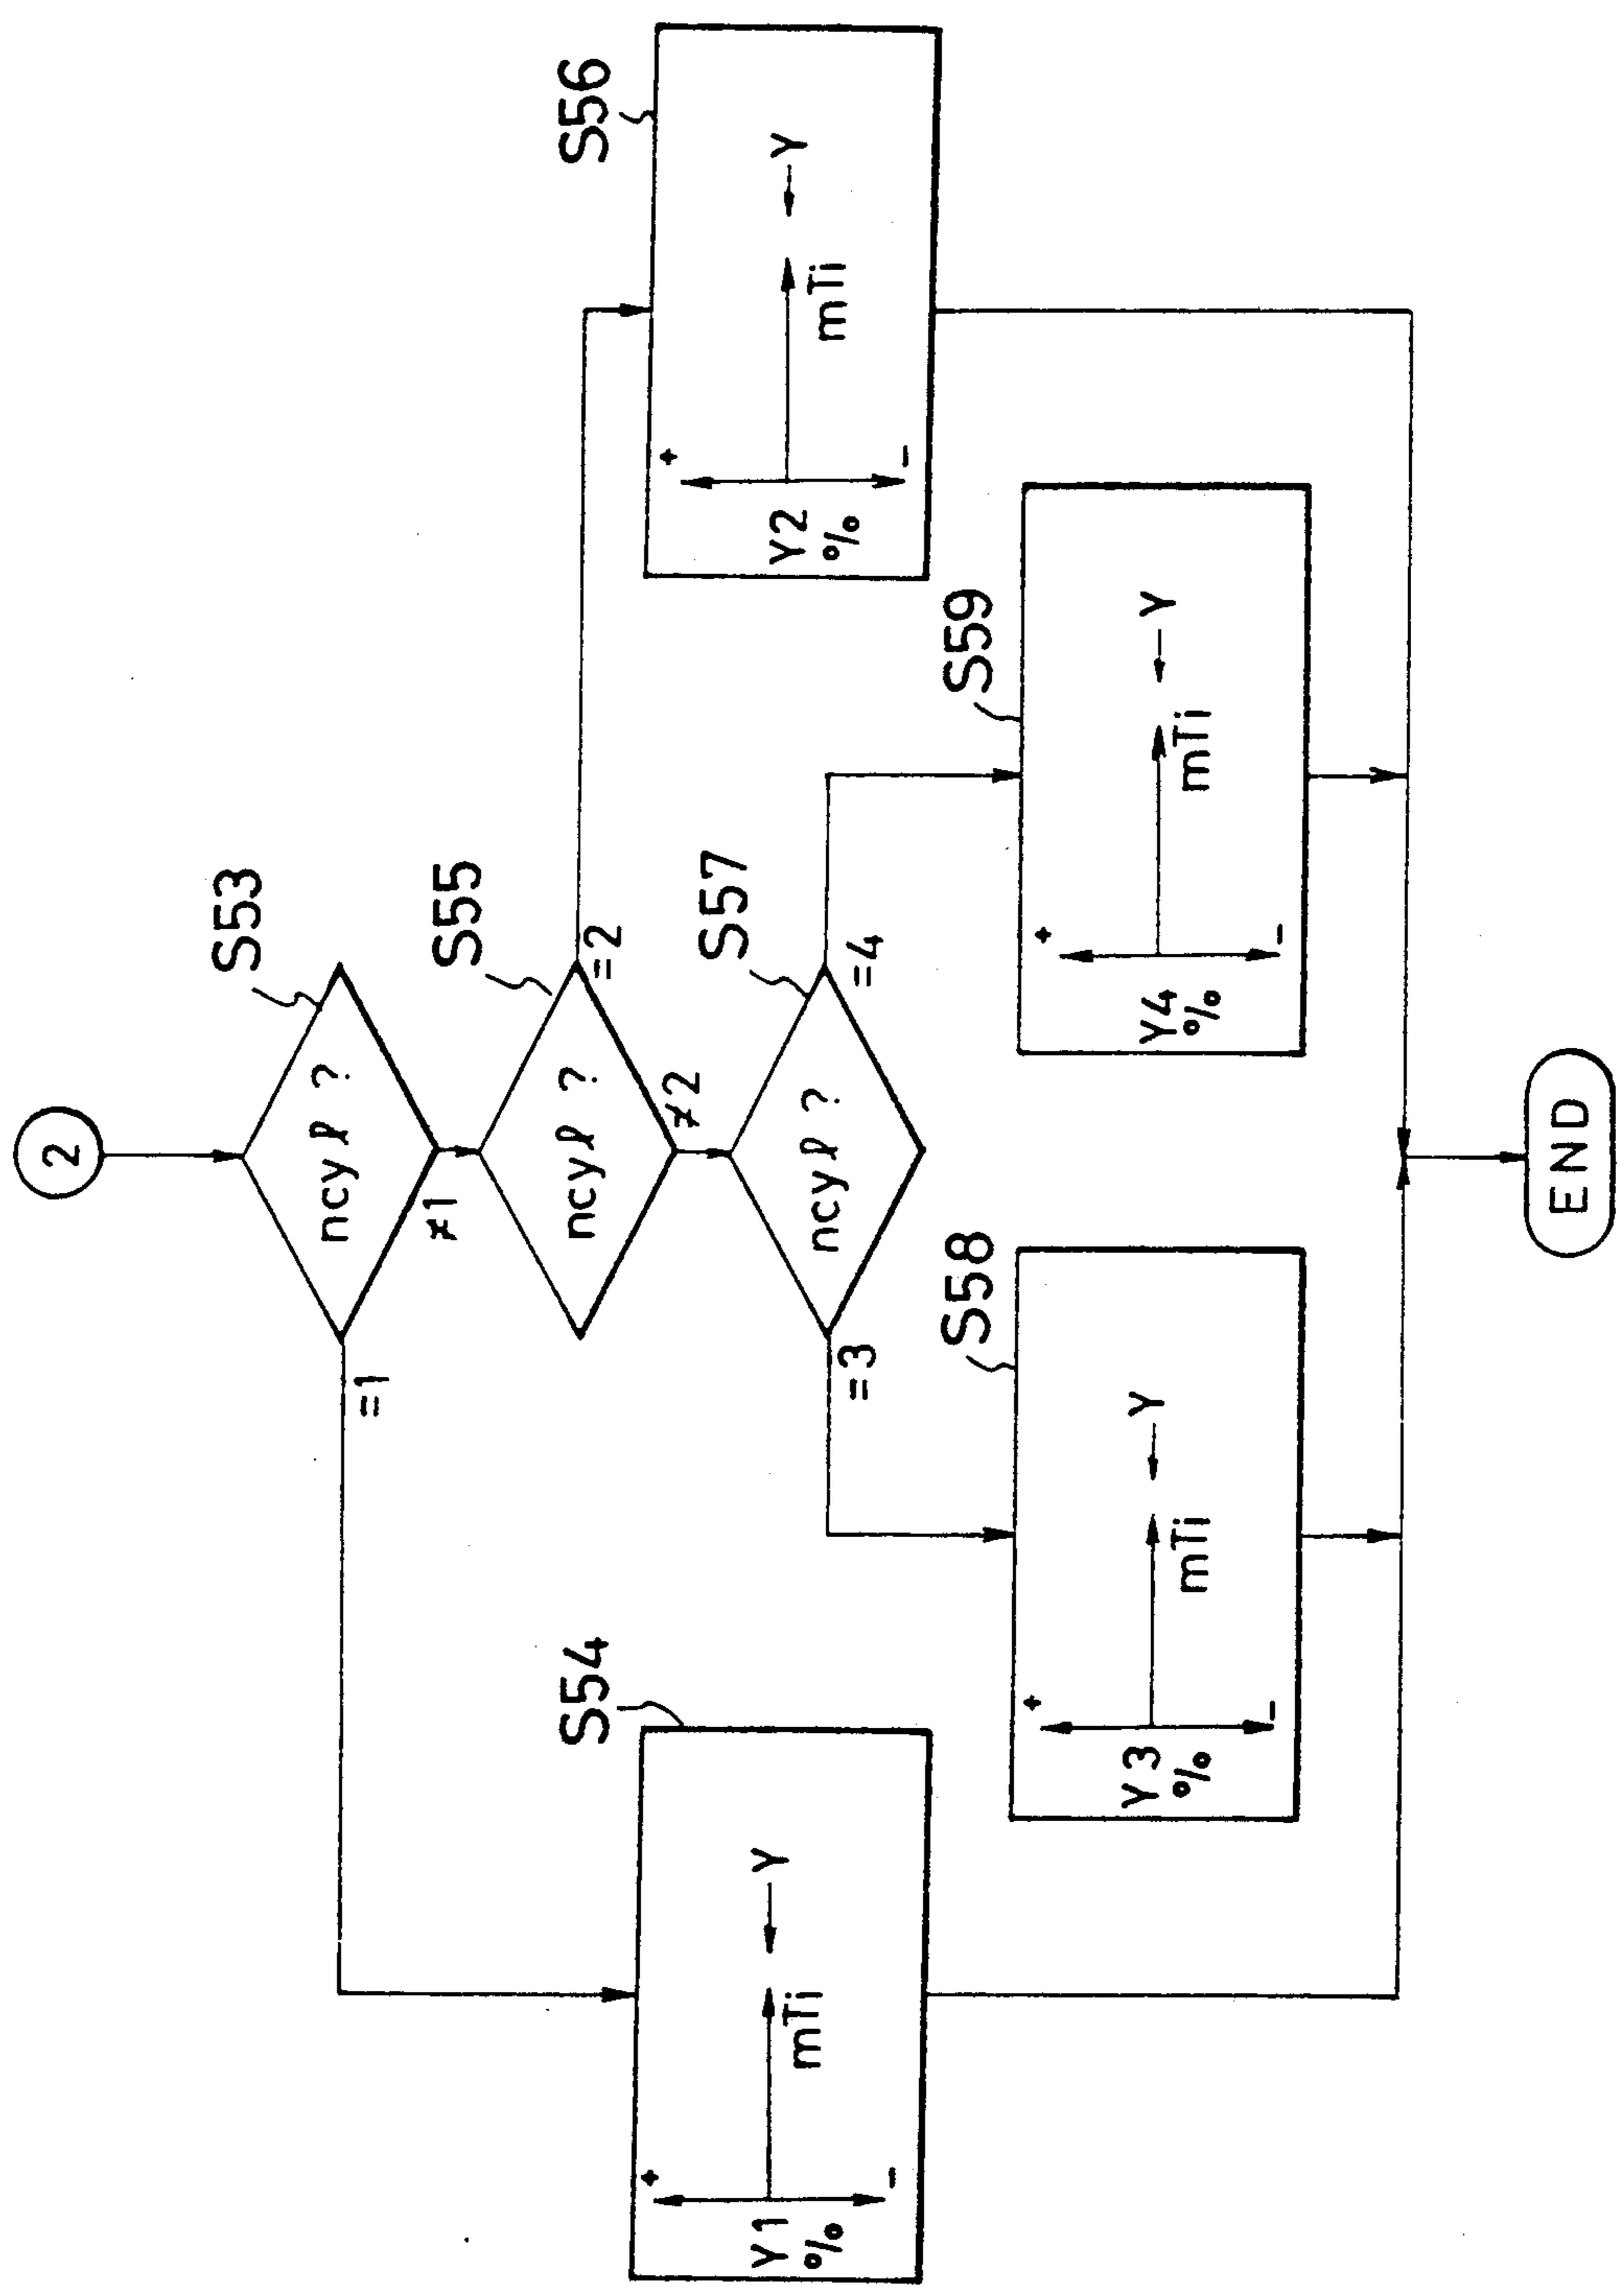 2
S53
ncyℓ ?
=1
≠1
S55
ncyℓ ?
=2
≠2
S57
ncyℓ ?
=3
=4
S54
+
Y1
%
mTi
← Y
−
S56
+
Y2
%
mTi
← Y
−
S58
+
Y3
%
mTi
← Y
−
S59
+
Y4
%
mTi
← Y
−
END